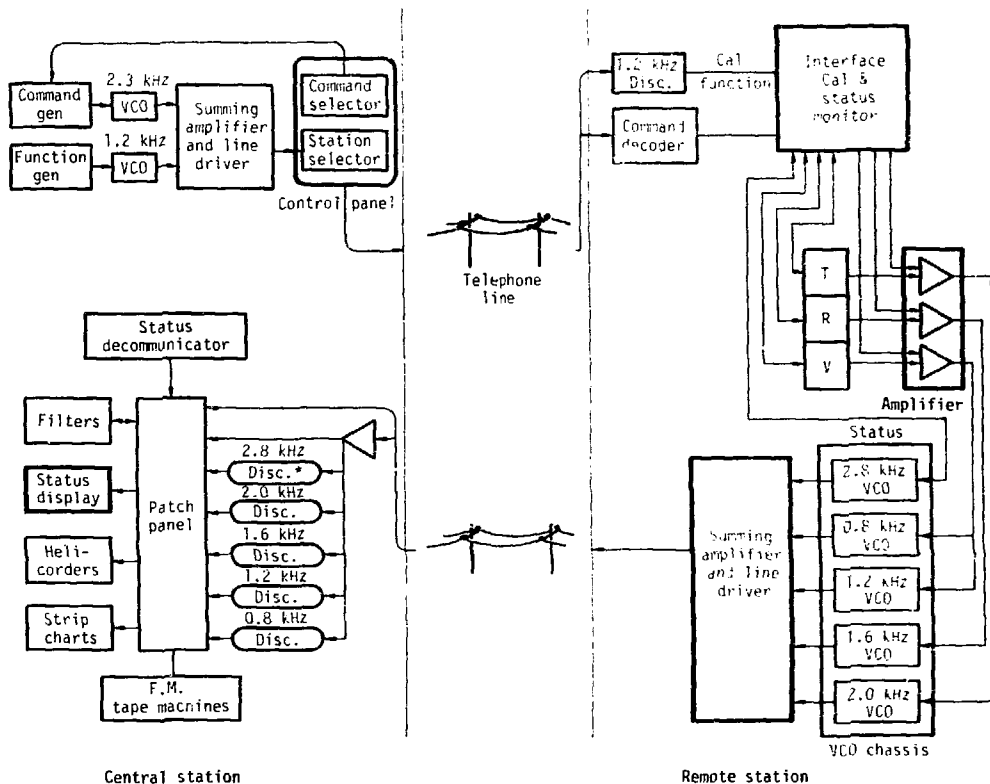 2.3 kHz
Command
gen
VCO
1.2 kHz
Function
gen
VCO
Summing
amplifier
and line
driver
Command
selector
Station
selector
Control panel
Telephone
line
1.2 kHz
Disc.
Cal
function
Command
decoder
Interface
Cal &
status
monitor
T
R
V
Amplifier
Status
decommunicator
Filters
Status
display
Heli-
corders
Strip
charts
Patch
panel
F.M.
tape machines
2.8 kHz
Disc.*
2.0 kHz
Disc.
1.6 kHz
Disc.
1.2 kHz
Disc.
0.8 kHz
Disc.
Summing
amplifier
and line
driver
Status
2.8 kHz
VCO
0.8 kHz
VCO
1.2 kHz
VCO
1.6 kHz
VCO
2.0 kHz
VCO
VCO chassis
Central station
Remote station